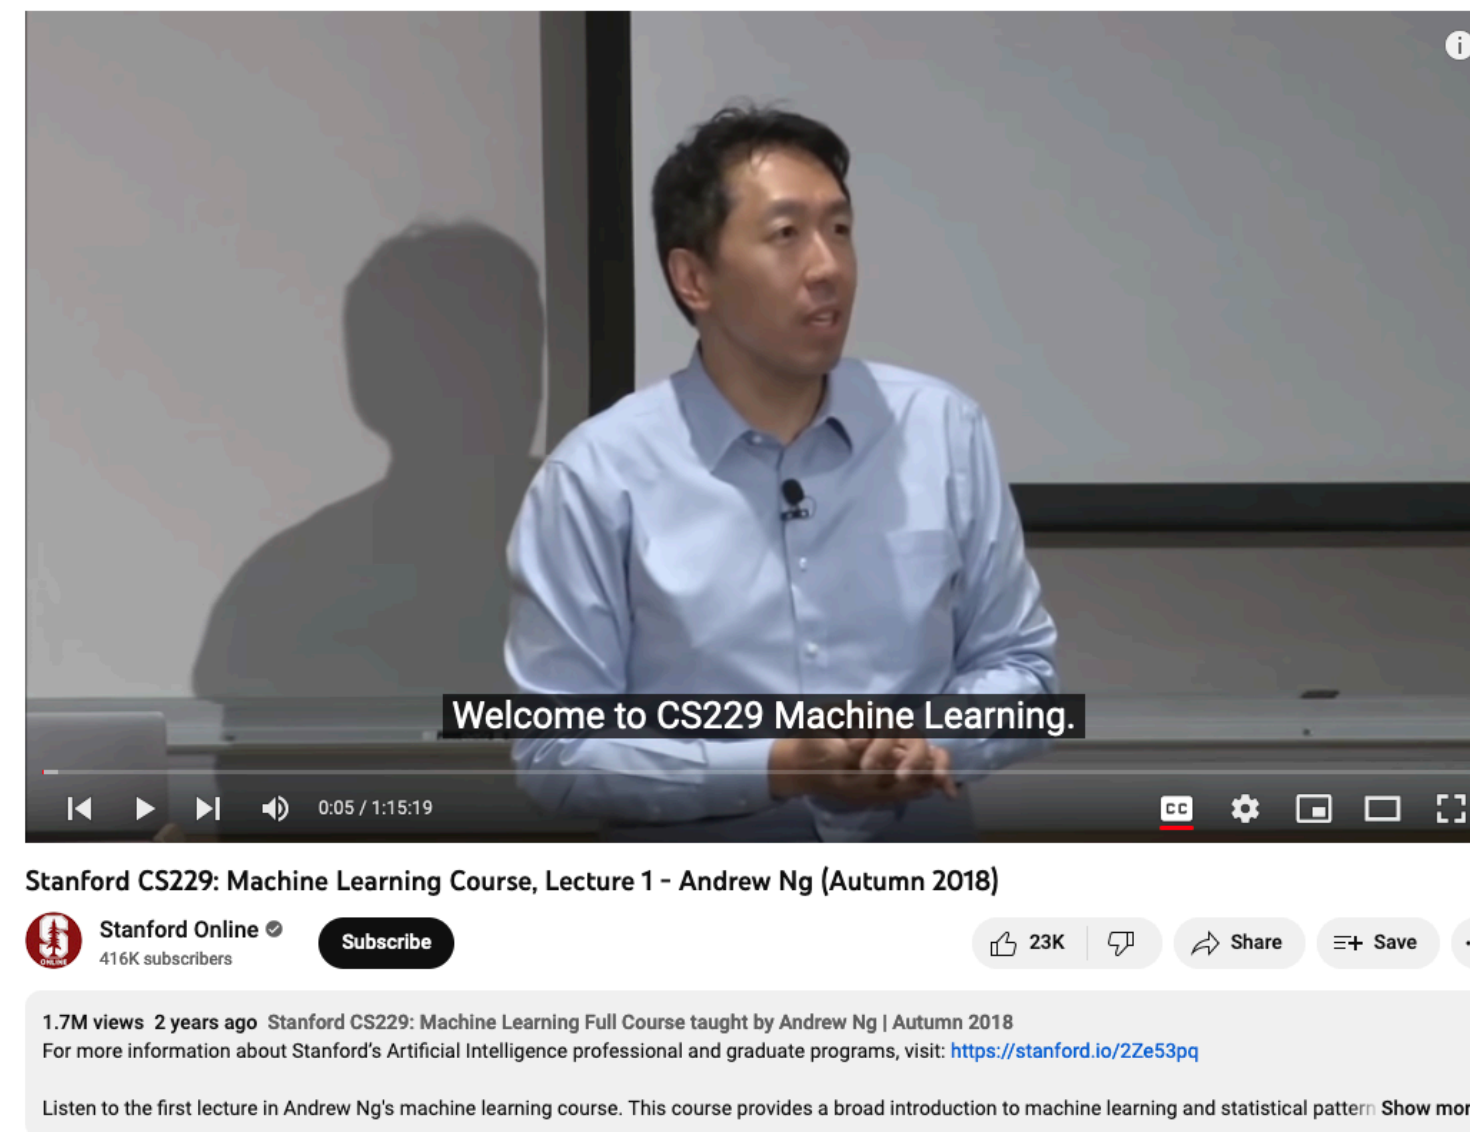 Welcome to CS229 Machine Learning.
0:05 / 1:15:19
CC
Stanford CS229: Machine Learning Course, Lecture 1 - Andrew Ng (Autumn 2018)
S
ONLINE
Stanford Online
416K subscribers
Subscribe
23K
Share
Save
1.7M views 2 years ago Stanford CS229: Machine Learning Full Course taught by Andrew Ng | Autumn 2018
For more information about Stanford's Artificial Intelligence professional and graduate programs, visit: https://stanford.io/2Ze53pq
Listen to the first lecture in Andrew Ng's machine learning course. This course provides a broad introduction to machine learning and statistical pattern Show mor